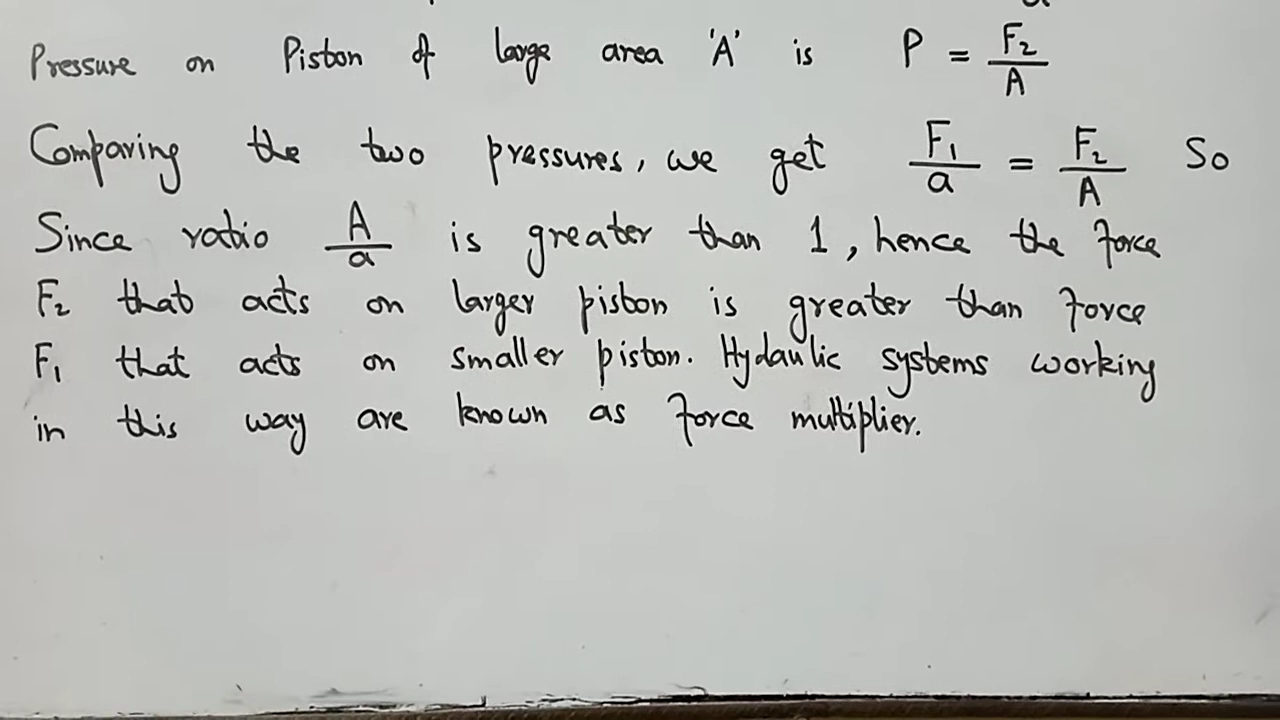 Pressure on Piston of large area 'A' is P = F₂/A
Comparing the two pressures, we get F₁/a = F₂/A So
Since ratio A/a is greater than 1, hence the force
F₂ that acts on larger piston is greater than force
F₁ that acts on smaller piston. Hydaulic systems working
in this way are known as force multiplier.